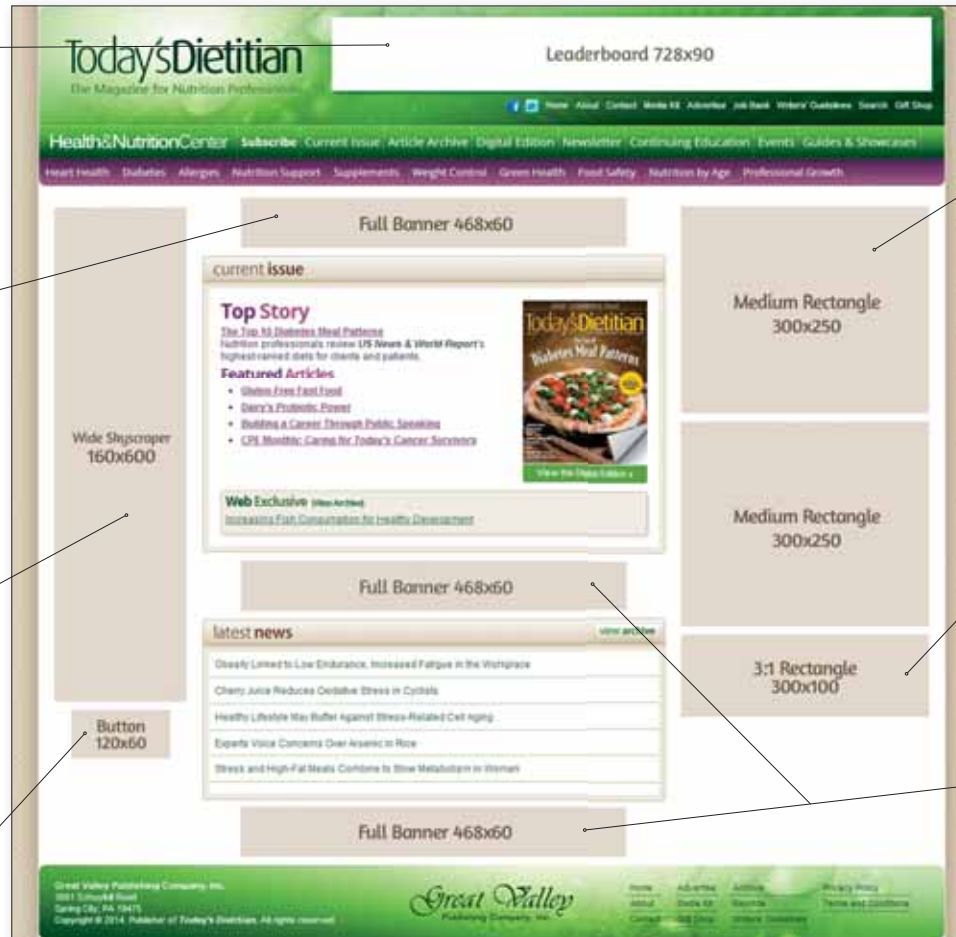 Today'sDietitian
The Magazine for Nutrition Professionals
Leaderboard 728x90
Home About Contact Media Kit Advertise Job Bank Writers' Guidelines Search Gift Shop
Health&NutritionCenter Subscribe Current Issue Article Archive Digital Edition Newsletter Continuing Education Events Guides & Showcases
Heart Health Diabetes Allergies Nutrition Support Supplements Weight Control Green Health Food Safety Nutrition by Age Professional Growth
Full Banner 468x60
Wide Skyscraper
160x600
Button
120x60
current issue
Top Story
The Top 10 Diabetes Meal Patterns
Nutrition professionals review US News & World Report's
highest-ranked diets for clients and patients.
Featured Articles
• Gluten-Free Fast Food
• Dairy's Probiotic Power
• Building a Career Through Public Speaking
• CPE Monthly: Caring for Today's Cancer Survivors
Today'sDietitian
Diabetes Meal Patterns
View the Digital Edition »
Web Exclusive (View Archive)
Increasing Fish Consumption for Healthy Development
Full Banner 468x60
latest news
view archive
Obesity Linked to Low Endurance, Increased Fatigue in the Workplace
Cherry Juice Reduces Oxidative Stress in Cyclists
Healthy Lifestyle May Buffer Against Stress-Related Cell Aging
Experts Voice Concerns Over Arsenic in Rice
Stress and High-Fat Meals Combine to Slow Metabolism in Women
Full Banner 468x60
Medium Rectangle
300x250
Medium Rectangle
300x250
3:1 Rectangle
300x100
Great Valley Publishing Company, Inc.
3801 Schuylkill Road
Spring City, PA 19475
Copyright © 2014. Publisher of Today's Dietitian. All rights reserved.
Great Valley
Publishing Company, Inc.
Home Advertise Archive Privacy Policy
About Media Kit Reprints Terms and Conditions
Contact Gift Shop Writers' Guidelines